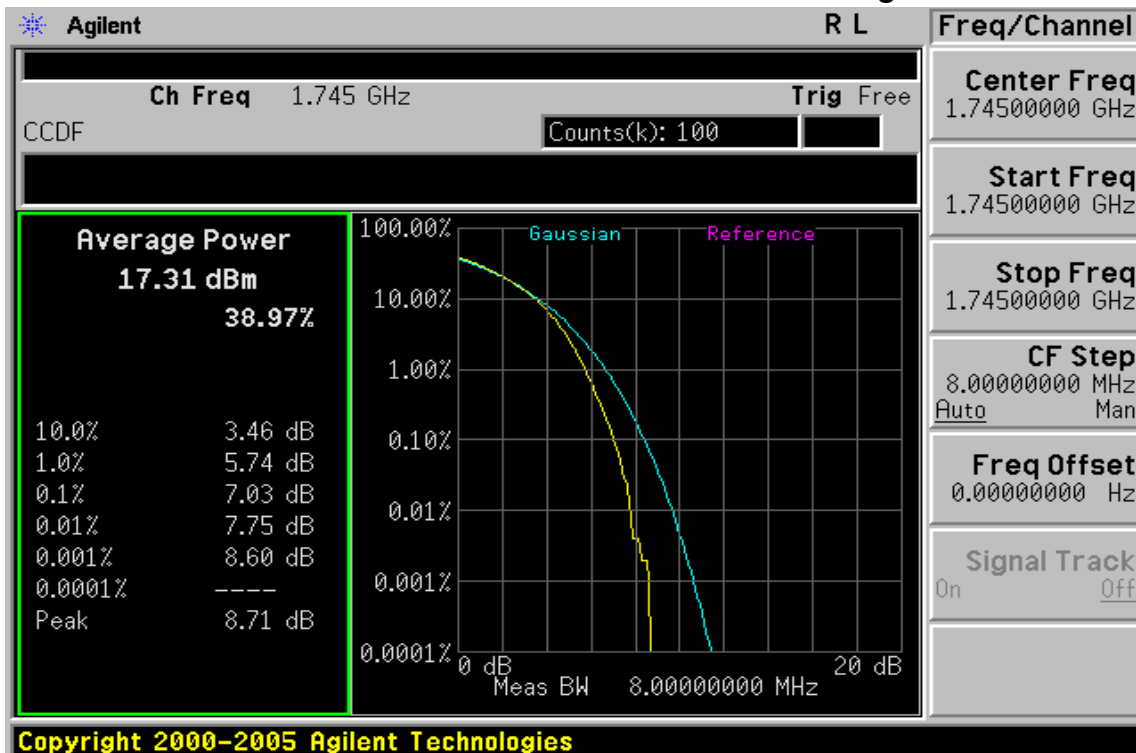 Agilent R L
Ch Freq 1.745 GHz Trig Free
CCDF Counts(k): 100
Average Power
17.31 dBm
38.97%
10.0% 3.46 dB
1.0% 5.74 dB
0.1% 7.03 dB
0.01% 7.75 dB
0.001% 8.60 dB
0.0001% ----
Peak 8.71 dB
Gaussian Reference
100.00%
10.00%
1.00%
0.10%
0.01%
0.001%
0.0001%
0 dB 20 dB
Meas BW 8.00000000 MHz
Freq/Channel
Center Freq
1.74500000 GHz
Start Freq
1.74500000 GHz
Stop Freq
1.74500000 GHz
CF Step
8.00000000 MHz
Auto Man
Freq Offset
0.00000000 Hz
Signal Track
On Off
Copyright 2000-2005 Agilent Technologies